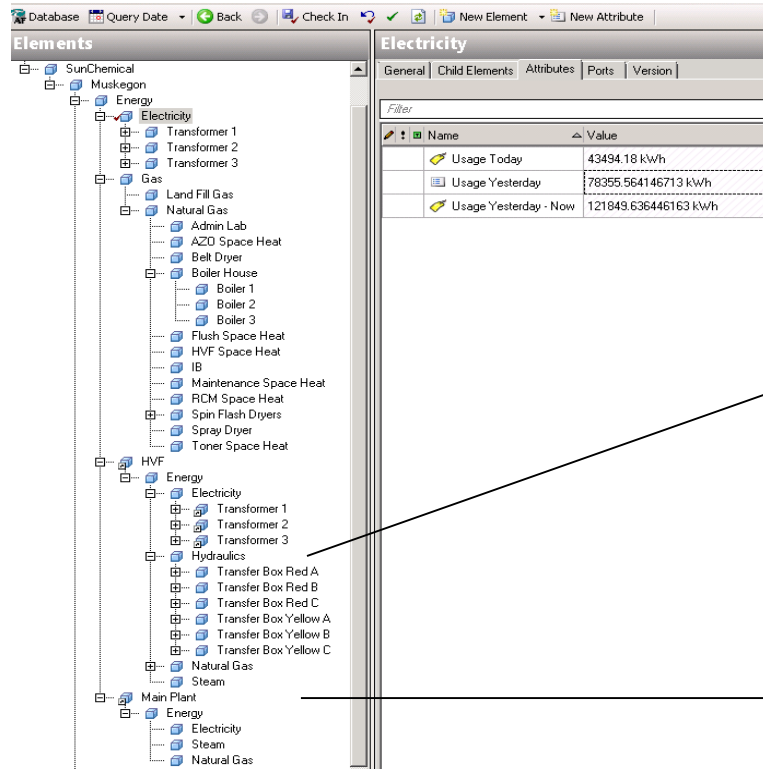 Database Query Date Back Check In New Element New Attribute
Elements
SunChemical
Muskegon
Energy
Electricity
Transformer 1
Transformer 2
Transformer 3
Gas
Land Fill Gas
Natural Gas
Admin Lab
AZO Space Heat
Belt Dryer
Boiler House
Boiler 1
Boiler 2
Boiler 3
Flush Space Heat
HVF Space Heat
IB
Maintenance Space Heat
RCM Space Heat
Spin Flash Dryers
Spray Dryer
Toner Space Heat
HVF
Energy
Electricity
Transformer 1
Transformer 2
Transformer 3
Hydraulics
Transfer Box Red A
Transfer Box Red B
Transfer Box Red C
Transfer Box Yellow A
Transfer Box Yellow B
Transfer Box Yellow C
Natural Gas
Steam
Main Plant
Energy
Electricity
Steam
Natural Gas
Electricity
General Child Elements Attributes Ports Version
Filter
Name Value
Usage Today 43494.18 kWh
Usage Yesterday 78355.564146713 kWh
Usage Yesterday - Now 121849.636446163 kWh